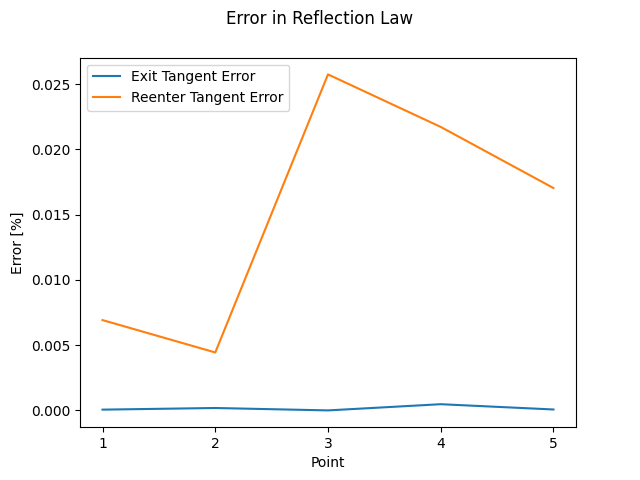 Error in Reflection Law
Exit Tangent Error
Reenter Tangent Error
0.025
0.020
0.015
0.010
0.005
0.000
Error [%]
1 2 3 4 5
Point